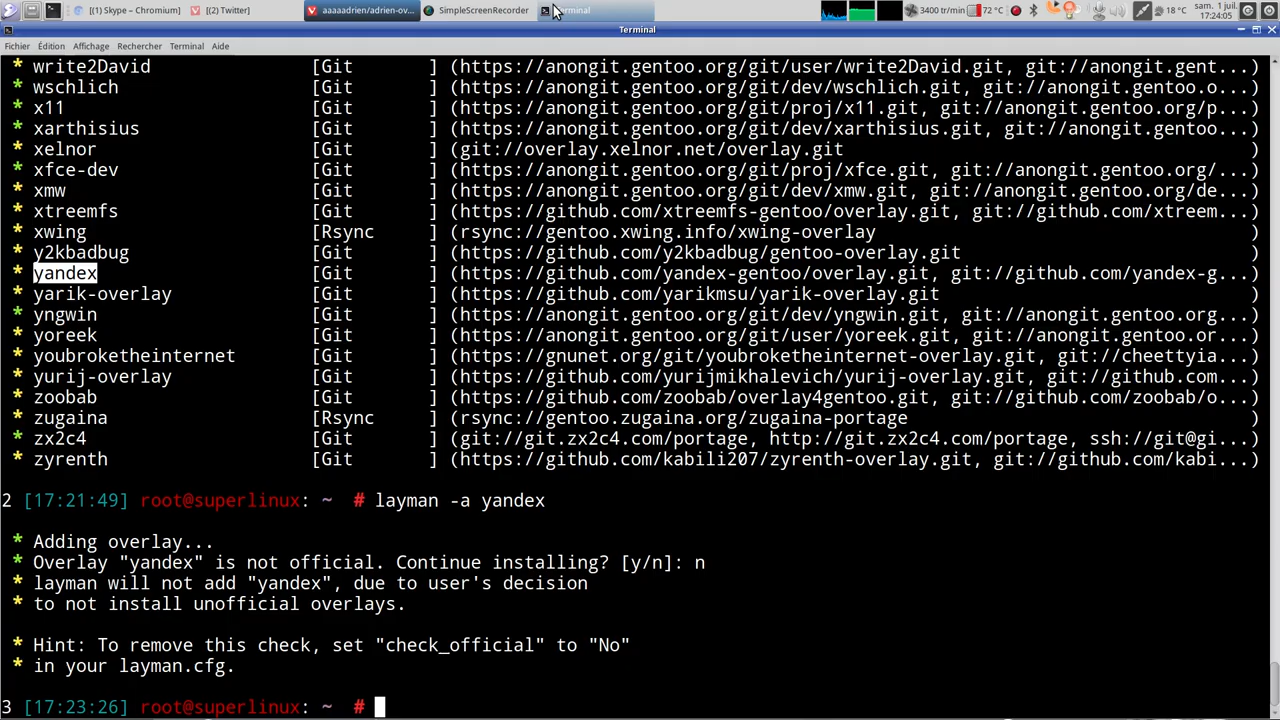 [(1) Skype – Chromium] [(2) Twitter] aaaaadrien/adrien-ov... SimpleScreenRecorder Terminal 3400 tr/min 72 °C 18 °C sam. 1 juil. 17:24:05
Terminal
Fichier Édition Affichage Rechercher Terminal Aide
* write2David [Git ] (https://anongit.gentoo.org/git/user/write2David.git, git://anongit.gent...)
* wschlich [Git ] (https://anongit.gentoo.org/git/dev/wschlich.git, git://anongit.gentoo.o...)
* x11 [Git ] (https://anongit.gentoo.org/git/proj/x11.git, git://anongit.gentoo.org/p...)
* xarthisius [Git ] (https://anongit.gentoo.org/git/dev/xarthisius.git, git://anongit.gentoo...)
* xelnor [Git ] (git://overlay.xelnor.net/overlay.git )
* xfce-dev [Git ] (https://anongit.gentoo.org/git/proj/xfce.git, git://anongit.gentoo.org/...)
* xmw [Git ] (https://anongit.gentoo.org/git/dev/xmw.git, git://anongit.gentoo.org/de...)
* xtreemfs [Git ] (https://github.com/xtreemfs-gentoo/overlay.git, git://github.com/xtreem...)
* xwing [Rsync ] (rsync://gentoo.xwing.info/xwing-overlay )
* y2kbadbug [Git ] (https://github.com/y2kbadbug/gentoo-overlay.git )
* yandex [Git ] (https://github.com/yandex-gentoo/overlay.git, git://github.com/yandex-g...)
* yarik-overlay [Git ] (https://github.com/yarikmsu/yarik-overlay.git )
* yngwin [Git ] (https://anongit.gentoo.org/git/dev/yngwin.git, git://anongit.gentoo.org...)
* yoreek [Git ] (https://anongit.gentoo.org/git/user/yoreek.git, git://anongit.gentoo.or...)
* youbroketheinternet [Git ] (https://gnunet.org/git/youbroketheinternet-overlay.git, git://cheettyia...)
* yurij-overlay [Git ] (https://github.com/yurijmikhalevich/yurij-overlay.git, git://github.com...)
* zoobab [Git ] (https://github.com/zoobab/overlay4gentoo.git, git://github.com/zoobab/o...)
* zugaina [Rsync ] (rsync://gentoo.zugaina.org/zugaina-portage )
* zx2c4 [Git ] (git://git.zx2c4.com/portage, http://git.zx2c4.com/portage, ssh://git@gi...)
* zyrenth [Git ] (https://github.com/kabili207/zyrenth-overlay.git, git://github.com/kabi...)
2 [17:21:49] root@superlinux: ~ # layman -a yandex
* Adding overlay...
* Overlay "yandex" is not official. Continue installing? [y/n]: n
* layman will not add "yandex", due to user's decision
* to not install unofficial overlays.
* Hint: To remove this check, set "check_official" to "No"
* in your layman.cfg.
3 [17:23:26] root@superlinux: ~ #